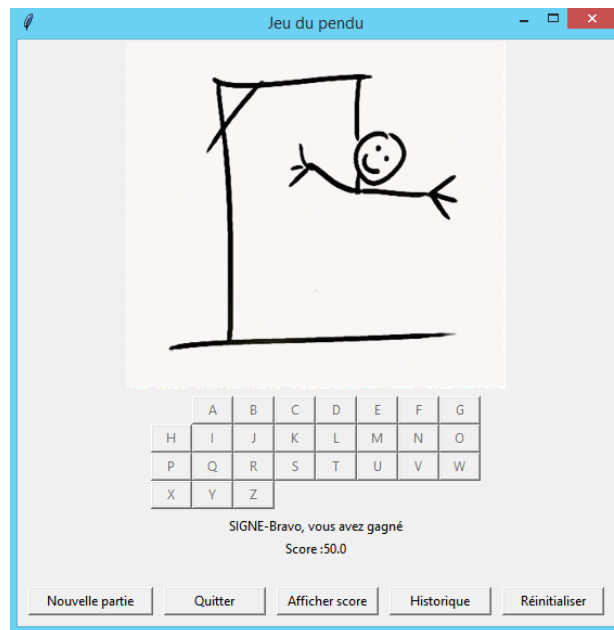 Jeu du pendu
A B C D E F G
H I J K L M N O
P Q R S T U V W
X Y Z
SIGNE-Bravo, vous avez gagné
Score :50.0
Nouvelle partie Quitter Afficher score Historique Réinitialiser